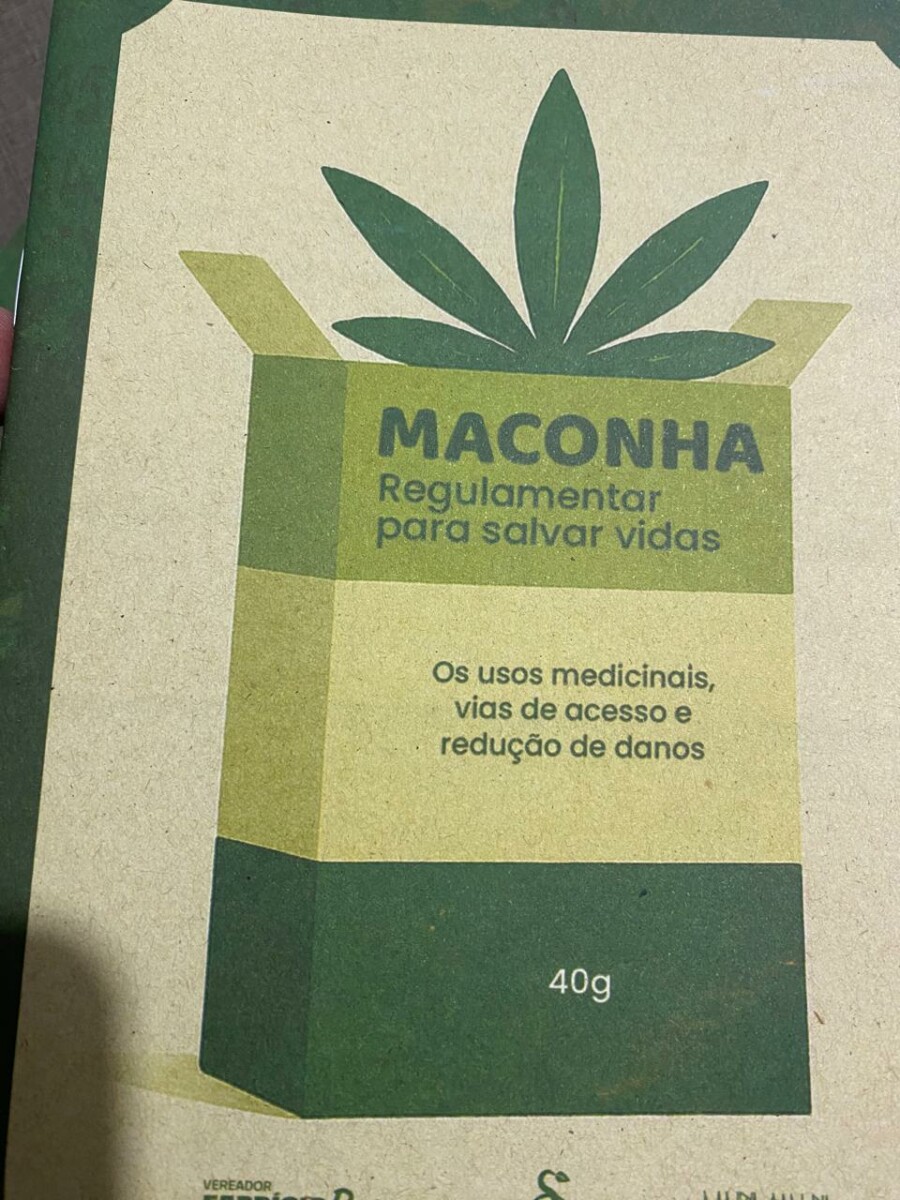 MACONHA
Regulamentar
para salvar vidas
Os usos medicinais,
vias de acesso e
redução de danos
40g
VEREADOR